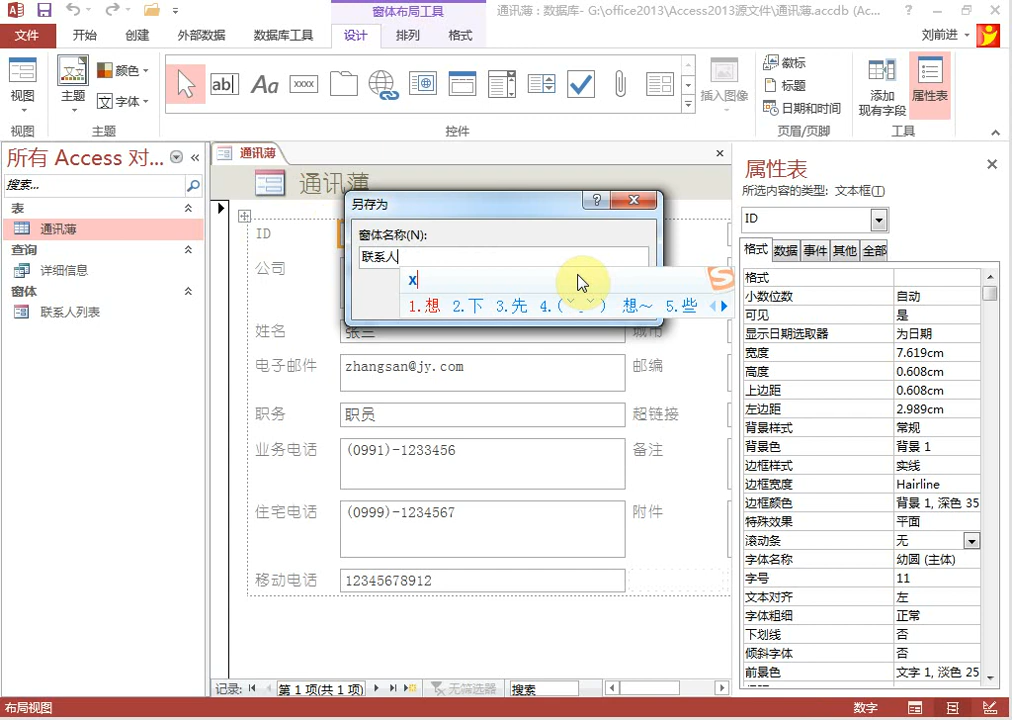 窗体布局工具
通讯薄 : 数据库- G:\office2013\Access2013源文件\通讯薄.accdb (Ac...
文件 开始 创建 外部数据 数据库工具 设计 排列 格式 刘前进
视图 主题 颜色 字体
ab| Aa xxxx
插入图像
徽标
标题
日期和时间
添加现有字段
属性表
视图 主题 控件 页眉/页脚 工具
所有 Access 对... «
搜索...
表
通讯薄
查询
详细信息
窗体
联系人列表
通讯薄
通讯薄
另存为
窗体名称(N):
联系人
x
1.想 2.下 3.先 5.些
ID
公司
姓名 张三 城市
电子邮件 zhangsan@jy.com 邮编
职务 职员 超链接
业务电话 (0991)-1233456 备注
住宅电话 (0999)-1234567 附件
移动电话 12345678912
记录: 第 1 项(共 1 项) 无筛选器 搜索
属性表
所选内容的类型: 文本框(T)
ID
格式 数据 事件 其他 全部
格式
小数位数 自动
可见 是
显示日期选取器 为日期
宽度 7.619cm
高度 0.608cm
上边距 0.608cm
左边距 2.989cm
背景样式 常规
背景色 背景 1
边框样式 实线
边框宽度 Hairline
边框颜色 背景 1, 深色 35
特殊效果 平面
滚动条 无
字体名称 幼圆 (主体)
字号 11
文本对齐 左
字体粗细 正常
下划线 否
倾斜字体 否
前景色 文字 1, 淡色 25
布局视图 数字